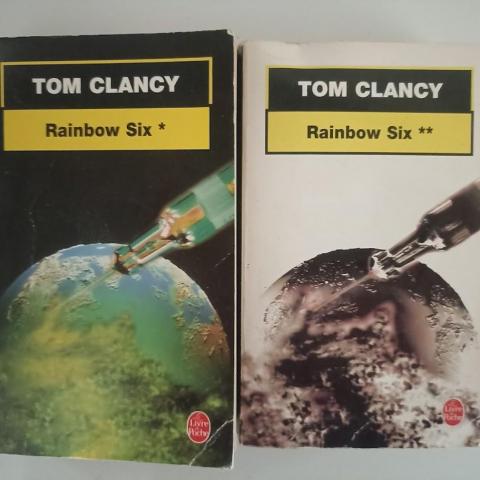 TOM CLANCY
Rainbow Six *
Le
Livre
de
Poche
TOM CLANCY
Rainbow Six **
Le
Livre
de
Poche